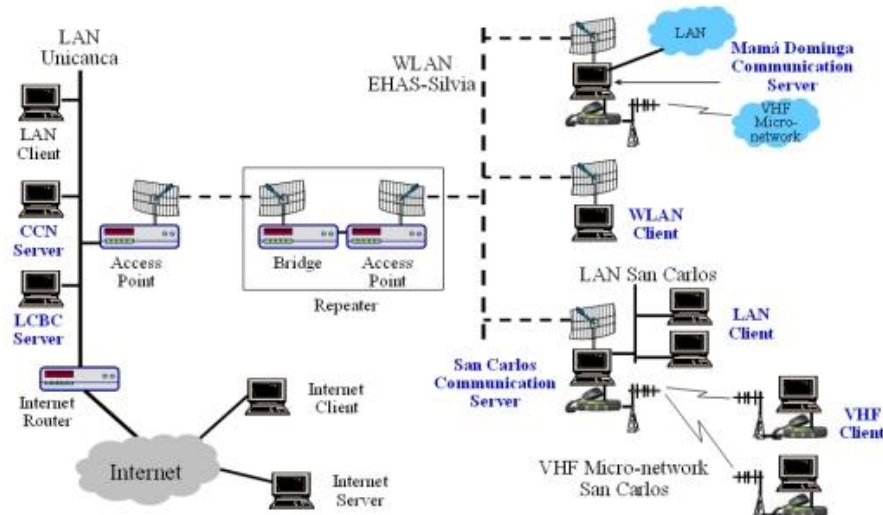 LAN
Unicauca
LAN
Client
CCN
Server
LCBC
Server
Internet
Router
Internet
Internet
Client
Internet
Server
Access
Point
Bridge
Access
Point
Repeater
WLAN
EHAS-Silvia
LAN
Mamá Dominga
Communication
Server
VHF
Micro-
network
WLAN
Client
LAN San Carlos
LAN
Client
San Carlos
Communication
Server
VHF
Client
VHF Micro-network
San Carlos